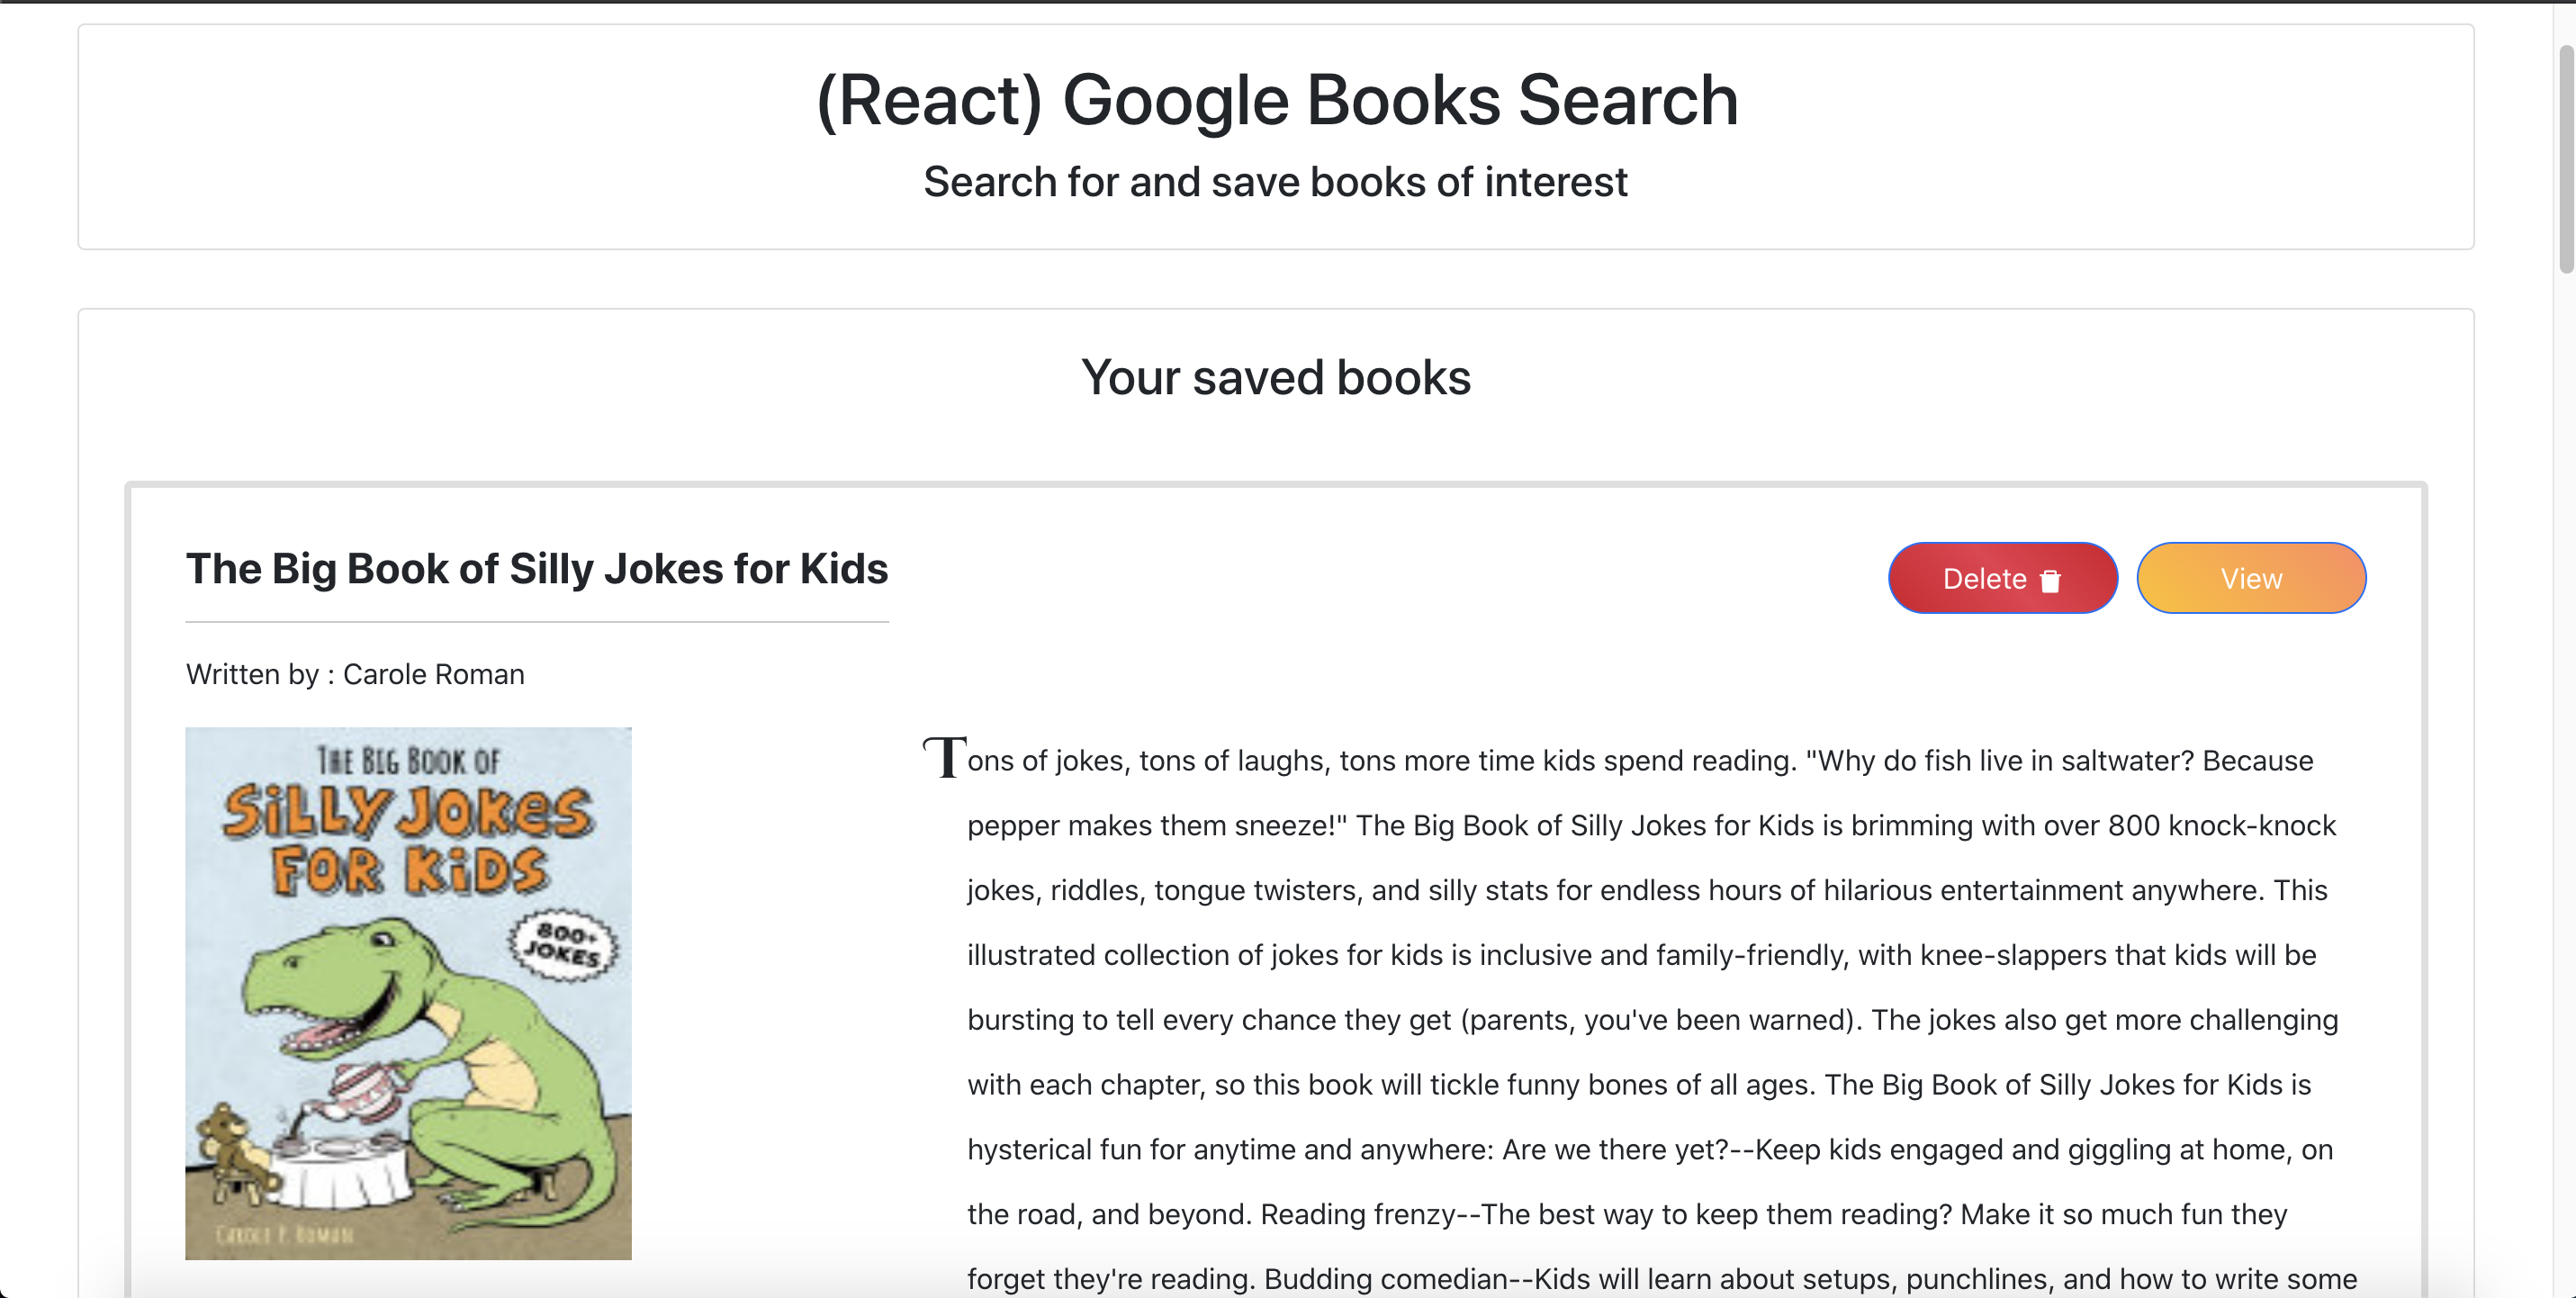 (React) Google Books Search
Search for and save books of interest
Your saved books
The Big Book of Silly Jokes for Kids
Delete
View
Written by : Carole Roman
THE BIG BOOK OF
SiLLY JOKeS
FOR KiDS
800+
JOKES
CAROLE P. ROMAN
Tons of jokes, tons of laughs, tons more time kids spend reading. "Why do fish live in saltwater? Because
pepper makes them sneeze!" The Big Book of Silly Jokes for Kids is brimming with over 800 knock-knock
jokes, riddles, tongue twisters, and silly stats for endless hours of hilarious entertainment anywhere. This
illustrated collection of jokes for kids is inclusive and family-friendly, with knee-slappers that kids will be
bursting to tell every chance they get (parents, you've been warned). The jokes also get more challenging
with each chapter, so this book will tickle funny bones of all ages. The Big Book of Silly Jokes for Kids is
hysterical fun for anytime and anywhere: Are we there yet?--Keep kids engaged and giggling at home, on
the road, and beyond. Reading frenzy--The best way to keep them reading? Make it so much fun they
forget they're reading. Budding comedian--Kids will learn about setups, punchlines, and how to write some